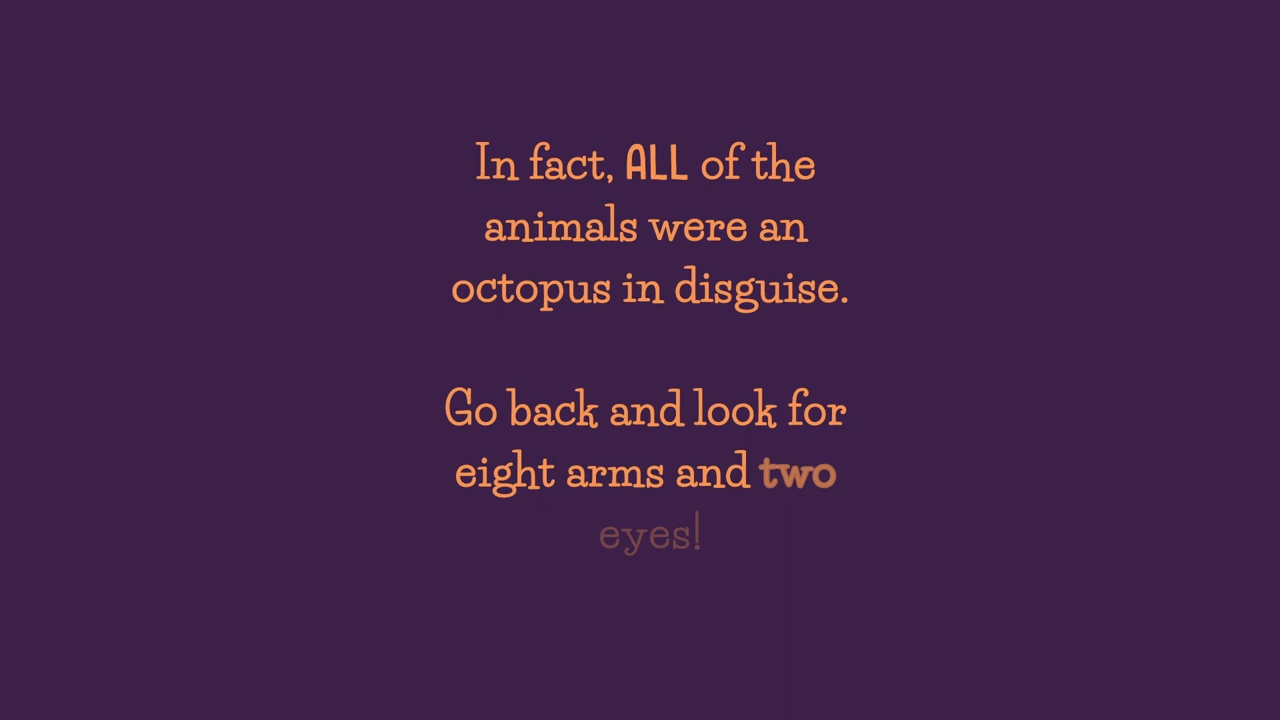 In fact, ALL of the
animals were an
octopus in disguise.
Go back and look for
eight arms and two
eyes!